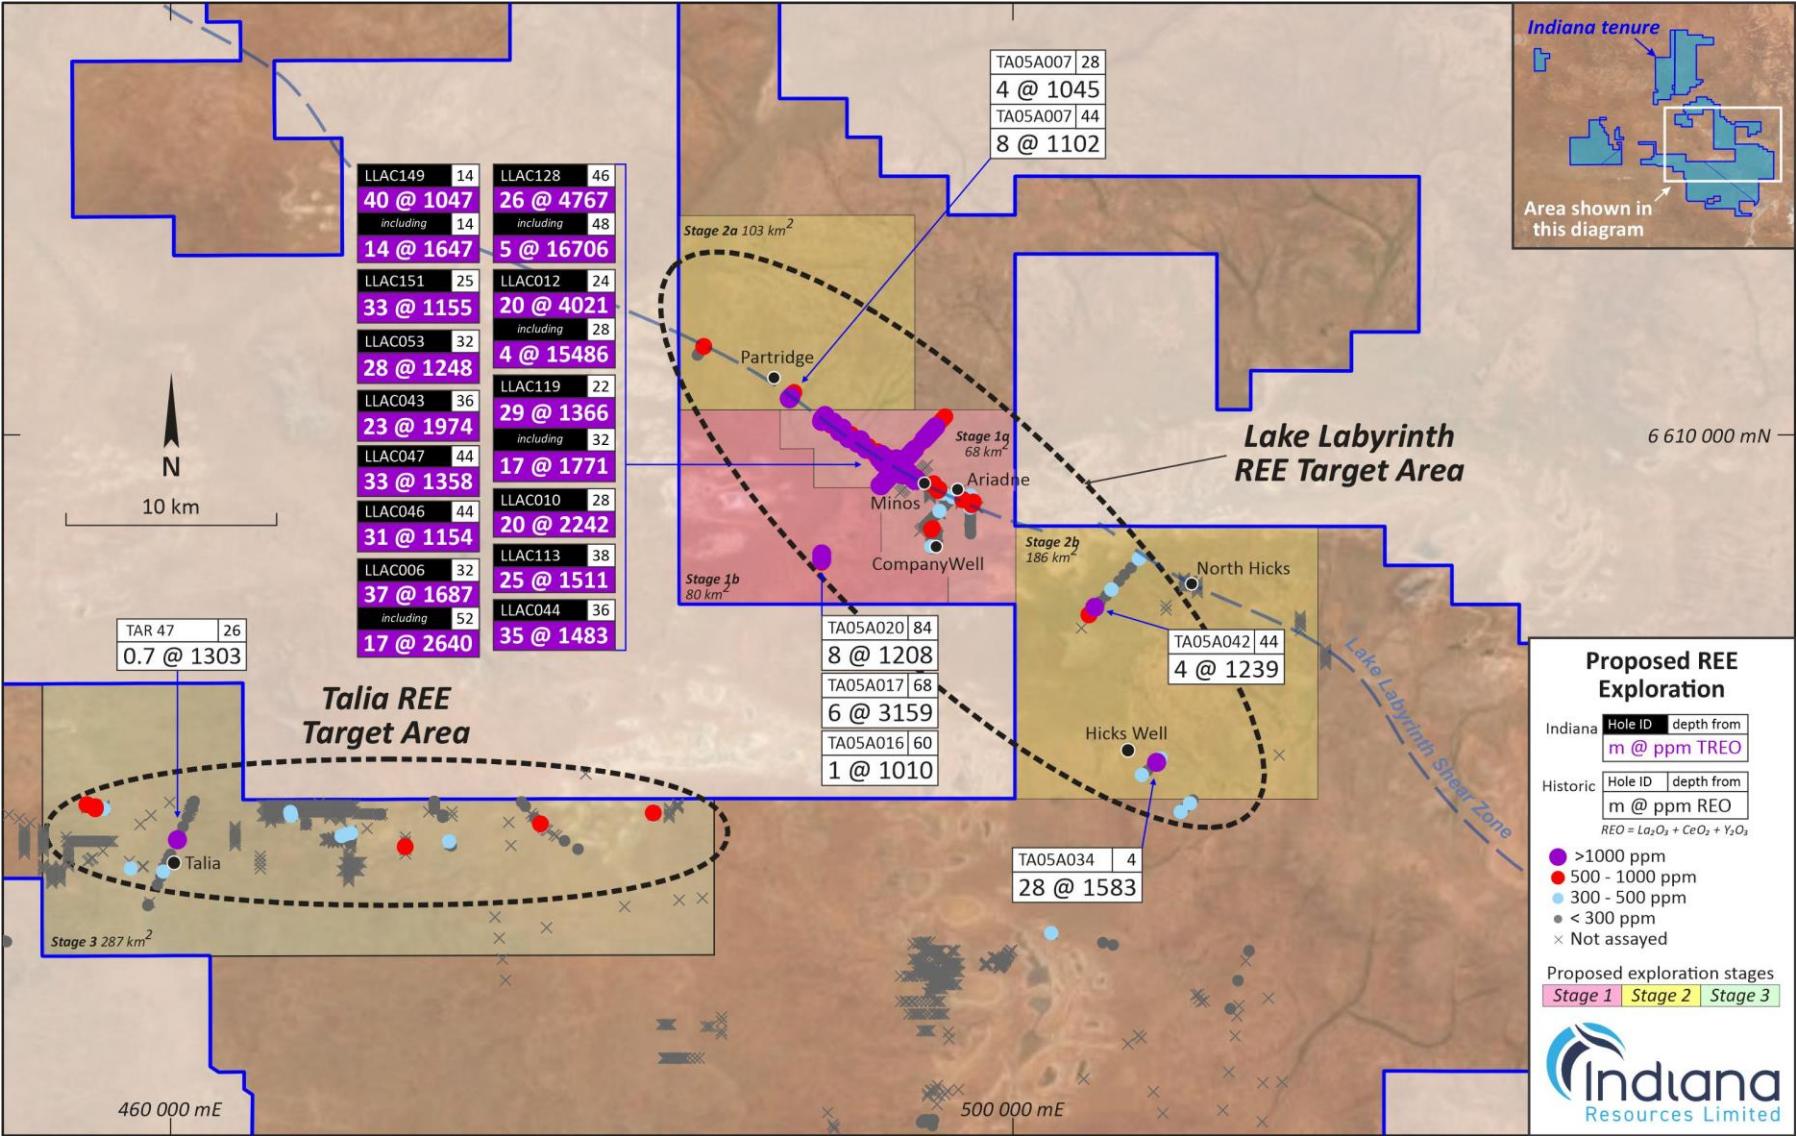 Indiana tenure
Area shown in
this diagram
TA05A007 28
4 @ 1045
TA05A007 44
8 @ 1102
LLAC149 14
40 @ 1047
including 14
14 @ 1647
LLAC151 25
33 @ 1155
LLAC053 32
28 @ 1248
LLAC043 36
23 @ 1974
LLAC047 44
33 @ 1358
LLAC046 44
31 @ 1154
LLAC006 32
37 @ 1687
including 52
17 @ 2640
LLAC128 46
26 @ 4767
including 48
5 @ 16706
LLAC012 24
20 @ 4021
including 28
4 @ 15486
LLAC119 22
29 @ 1366
including 32
17 @ 1771
LLAC010 28
20 @ 2242
LLAC113 38
25 @ 1511
LLAC044 36
35 @ 1483
Stage 2a 103 km²
Partridge
Stage 1a
68 km²
Ariadne
Minos
CompanyWell
Stage 1b
80 km²
Lake Labyrinth
REE Target Area
6 610 000 mN
N
10 km
Stage 2b
186 km²
North Hicks
TA05A042 44
4 @ 1239
Lake Labyrinth Shear Zone
Hicks Well
TA05A020 84
8 @ 1208
TA05A017 68
6 @ 3159
TA05A016 60
1 @ 1010
TA05A034 4
28 @ 1583
TAR 47 26
0.7 @ 1303
Talia REE
Target Area
Talia
Stage 3 287 km²
460 000 mE
500 000 mE
Proposed REE
Exploration
Indiana
Hole ID depth from
m @ ppm TREO
Historic
Hole ID depth from
m @ ppm REO
REO = La₂O₃ + CeO₂ + Y₂O₃
>1000 ppm
500 - 1000 ppm
300 - 500 ppm
< 300 ppm
Not assayed
Proposed exploration stages
Stage 1 Stage 2 Stage 3
Indiana
Resources Limited